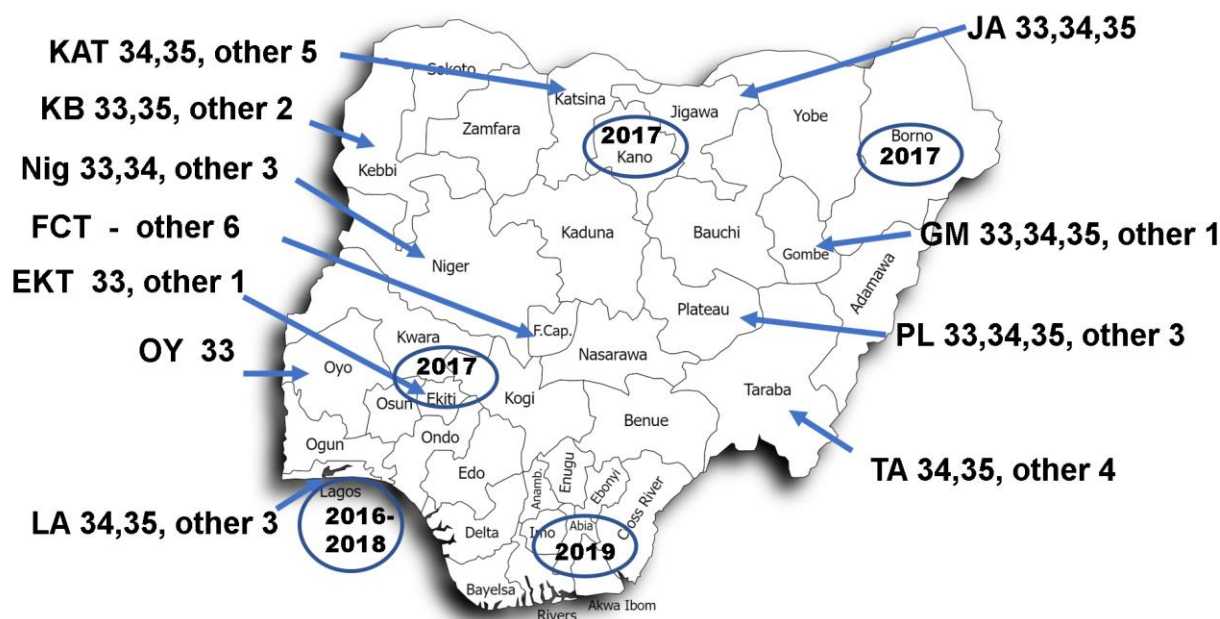 JA 33,34,35
KAT 34,35, other 5
Sokoto
Katsina
Jigawa
KB 33,35, other 2
Zamfara
Yobe
2017
Kano
Borno
2017
Kebbi
Nig 33,34, other 3
FCT - other 6
Kaduna
Bauchi
Gombe
GM 33,34,35, other 1
Niger
Adamawa
EKT 33, other 1
Plateau
F.Cap.
PL 33,34,35, other 3
Kwara
Nasarawa
OY 33
Oyo
2017
Ekiti
Osun
Kogi
Taraba
Benue
Ogun
Ondo
Edo
Anamb.
Enugu
Ebonyi
Cross River
TA 34,35, other 4
Lagos
LA 34,35, other 3
2016-
2018
Delta
Imo
Abia
2019
Bayelsa
Rivers
Akwa Ibom